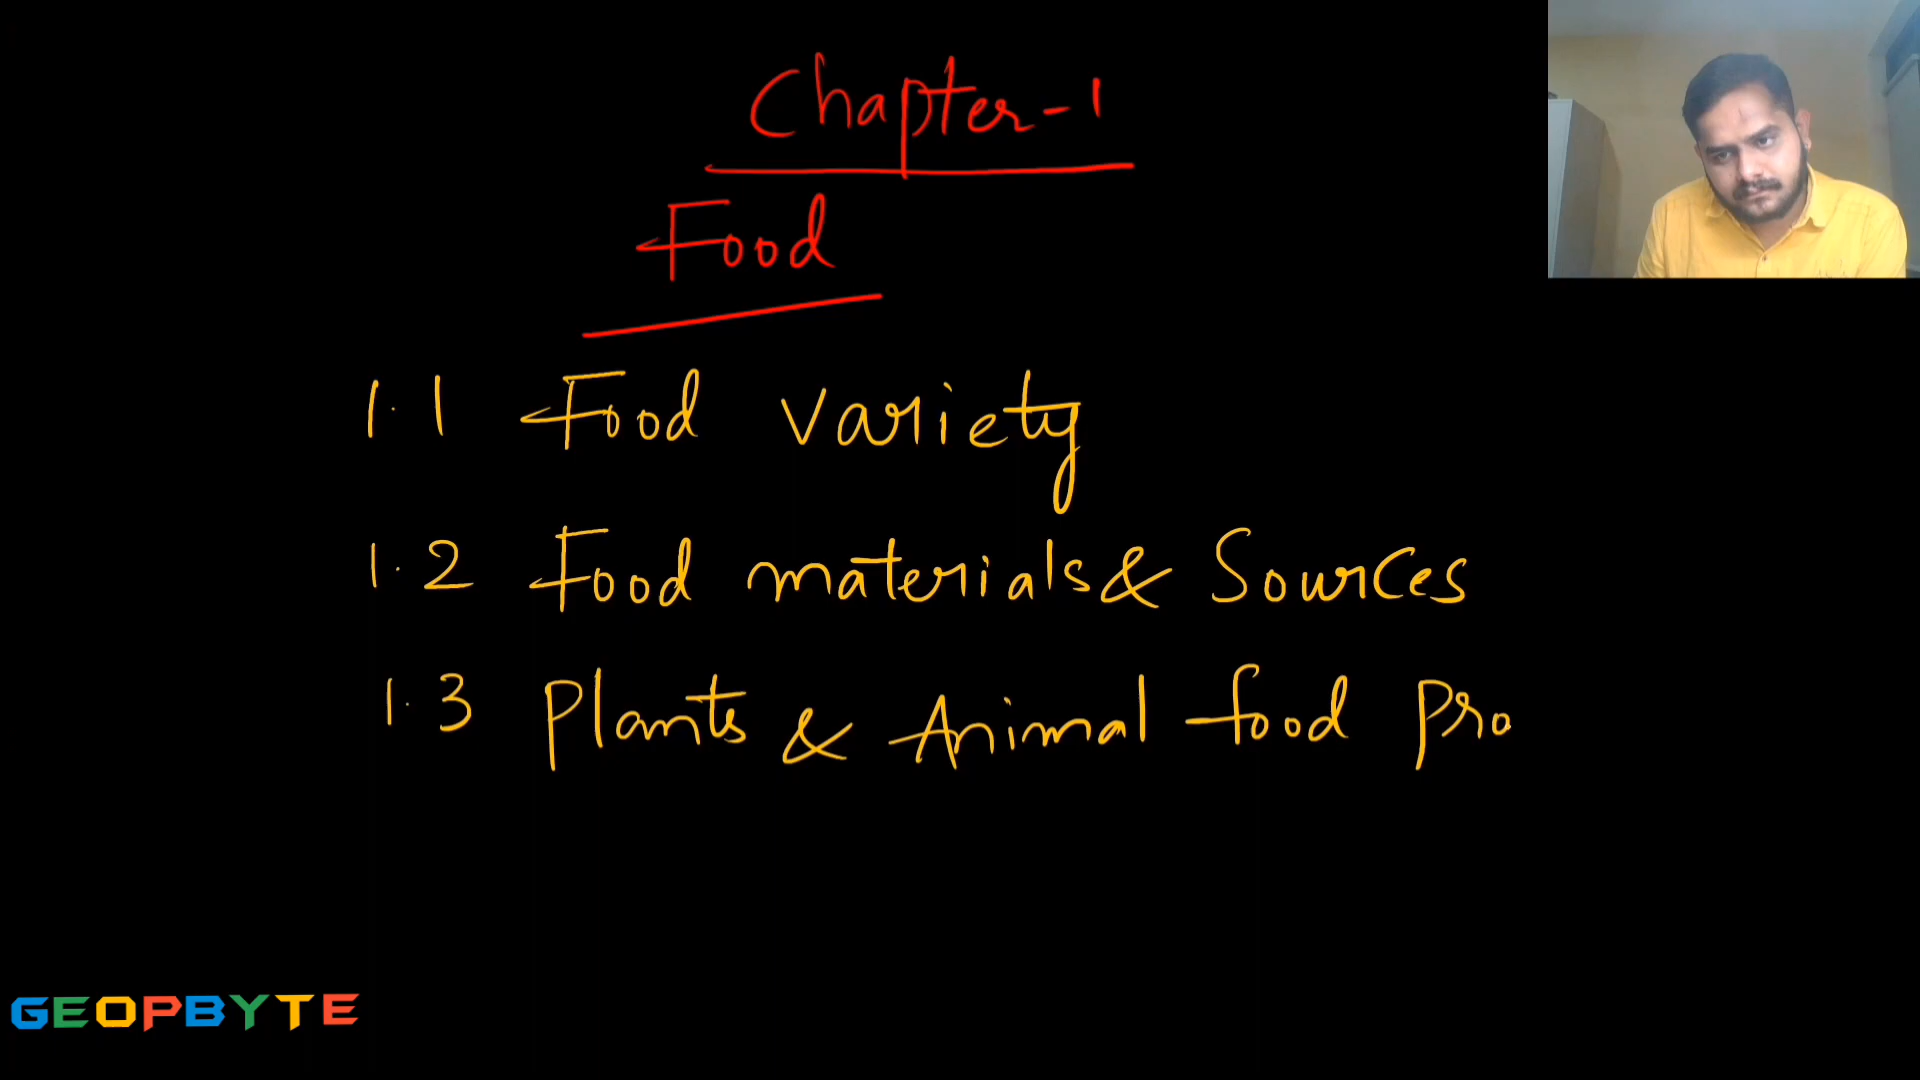 Chapter-1
Food
1.1 Food variety
1.2 Food materials & Sources
1.3 Plants & Animal food Pro
GEOPBYTE